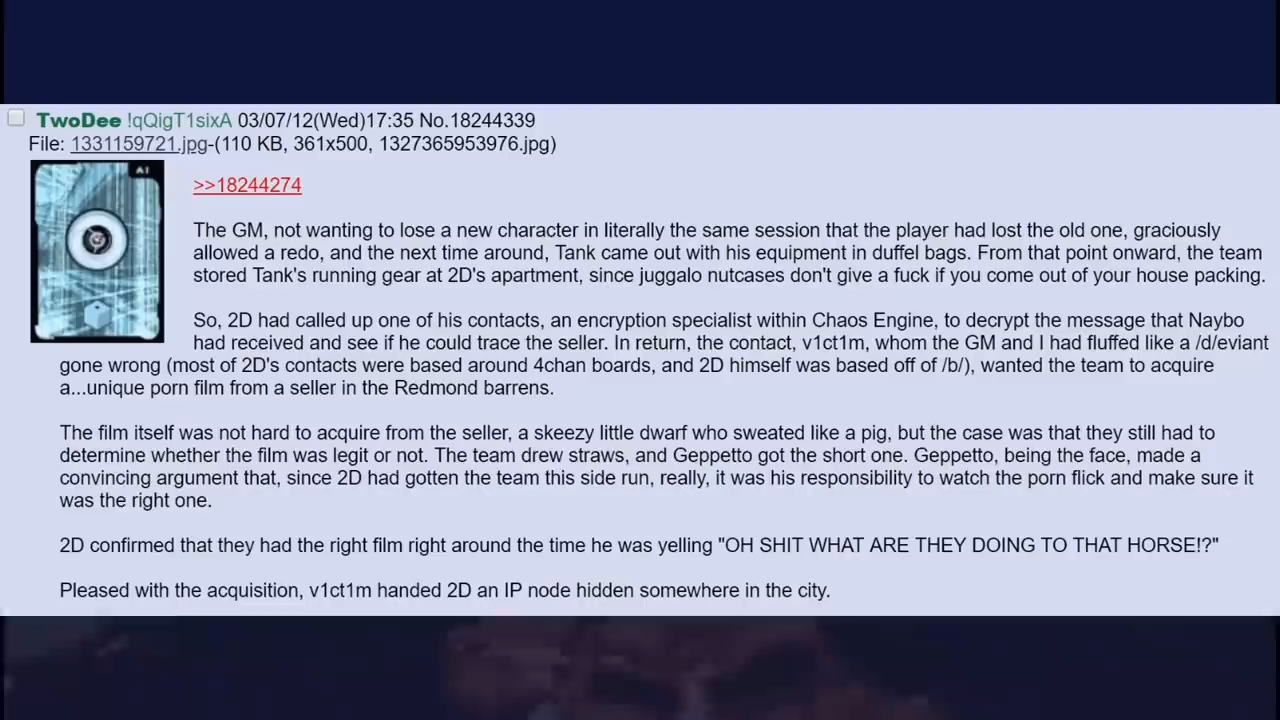 TwoDee !qQigT1sixA 03/07/12(Wed)17:35 No.18244339
File: 1331159721.jpg-(110 KB, 361x500, 1327365953976.jpg)
AI
>>18244274
The GM, not wanting to lose a new character in literally the same session that the player had lost the old one, graciously
allowed a redo, and the next time around, Tank came out with his equipment in duffel bags. From that point onward, the team
stored Tank's running gear at 2D's apartment, since juggalo nutcases don't give a fuck if you come out of your house packing.
So, 2D had called up one of his contacts, an encryption specialist within Chaos Engine, to decrypt the message that Naybo
had received and see if he could trace the seller. In return, the contact, v1ct1m, whom the GM and I had fluffed like a /d/eviant
gone wrong (most of 2D's contacts were based around 4chan boards, and 2D himself was based off of /b/), wanted the team to acquire
a...unique porn film from a seller in the Redmond barrens.
The film itself was not hard to acquire from the seller, a skeezy little dwarf who sweated like a pig, but the case was that they still had to
determine whether the film was legit or not. The team drew straws, and Geppetto got the short one. Geppetto, being the face, made a
convincing argument that, since 2D had gotten the team this side run, really, it was his responsibility to watch the porn flick and make sure it
was the right one.
2D confirmed that they had the right film right around the time he was yelling "OH SHIT WHAT ARE THEY DOING TO THAT HORSE!?"
Pleased with the acquisition, v1ct1m handed 2D an IP node hidden somewhere in the city.